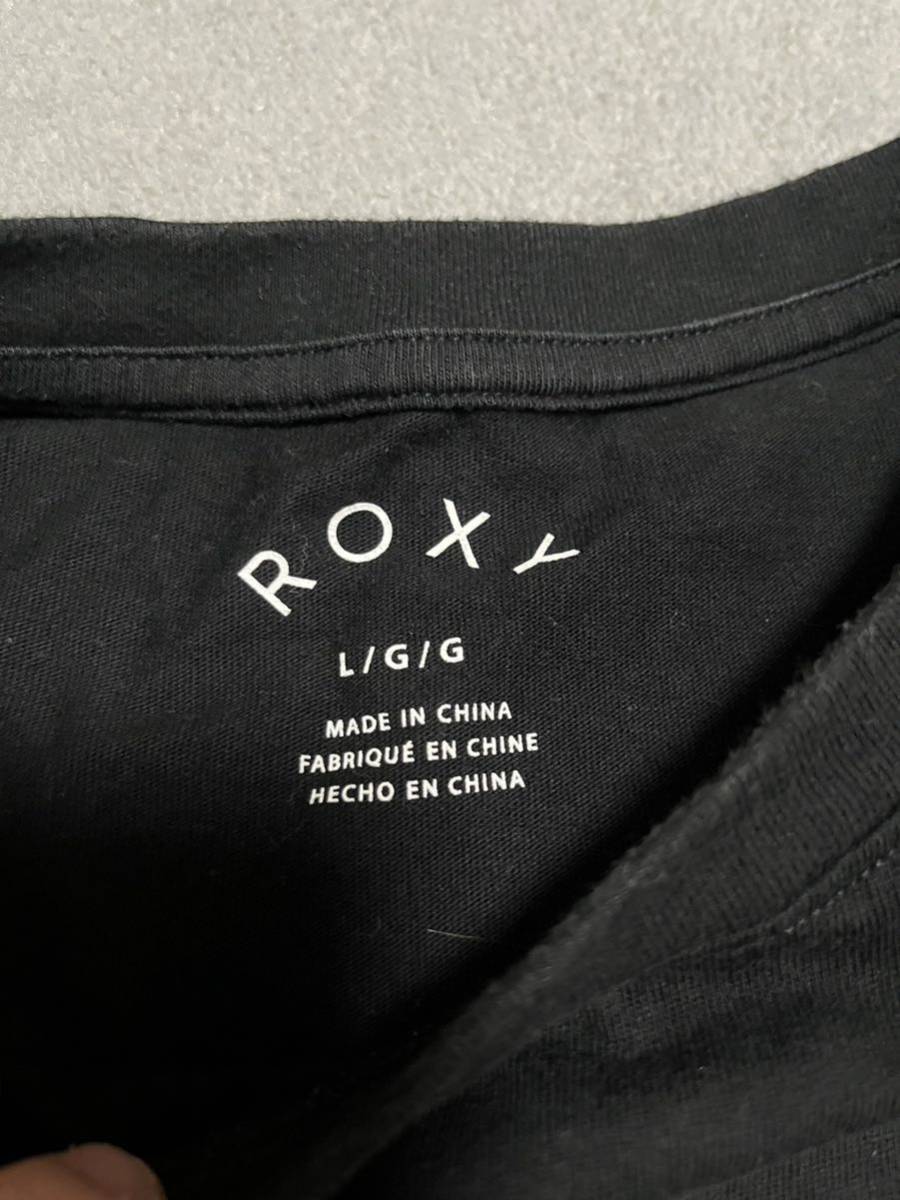 ROXY
L/G/G
MADE IN CHINA
FABRIQUÉ EN CHINE
HECHO EN CHINA